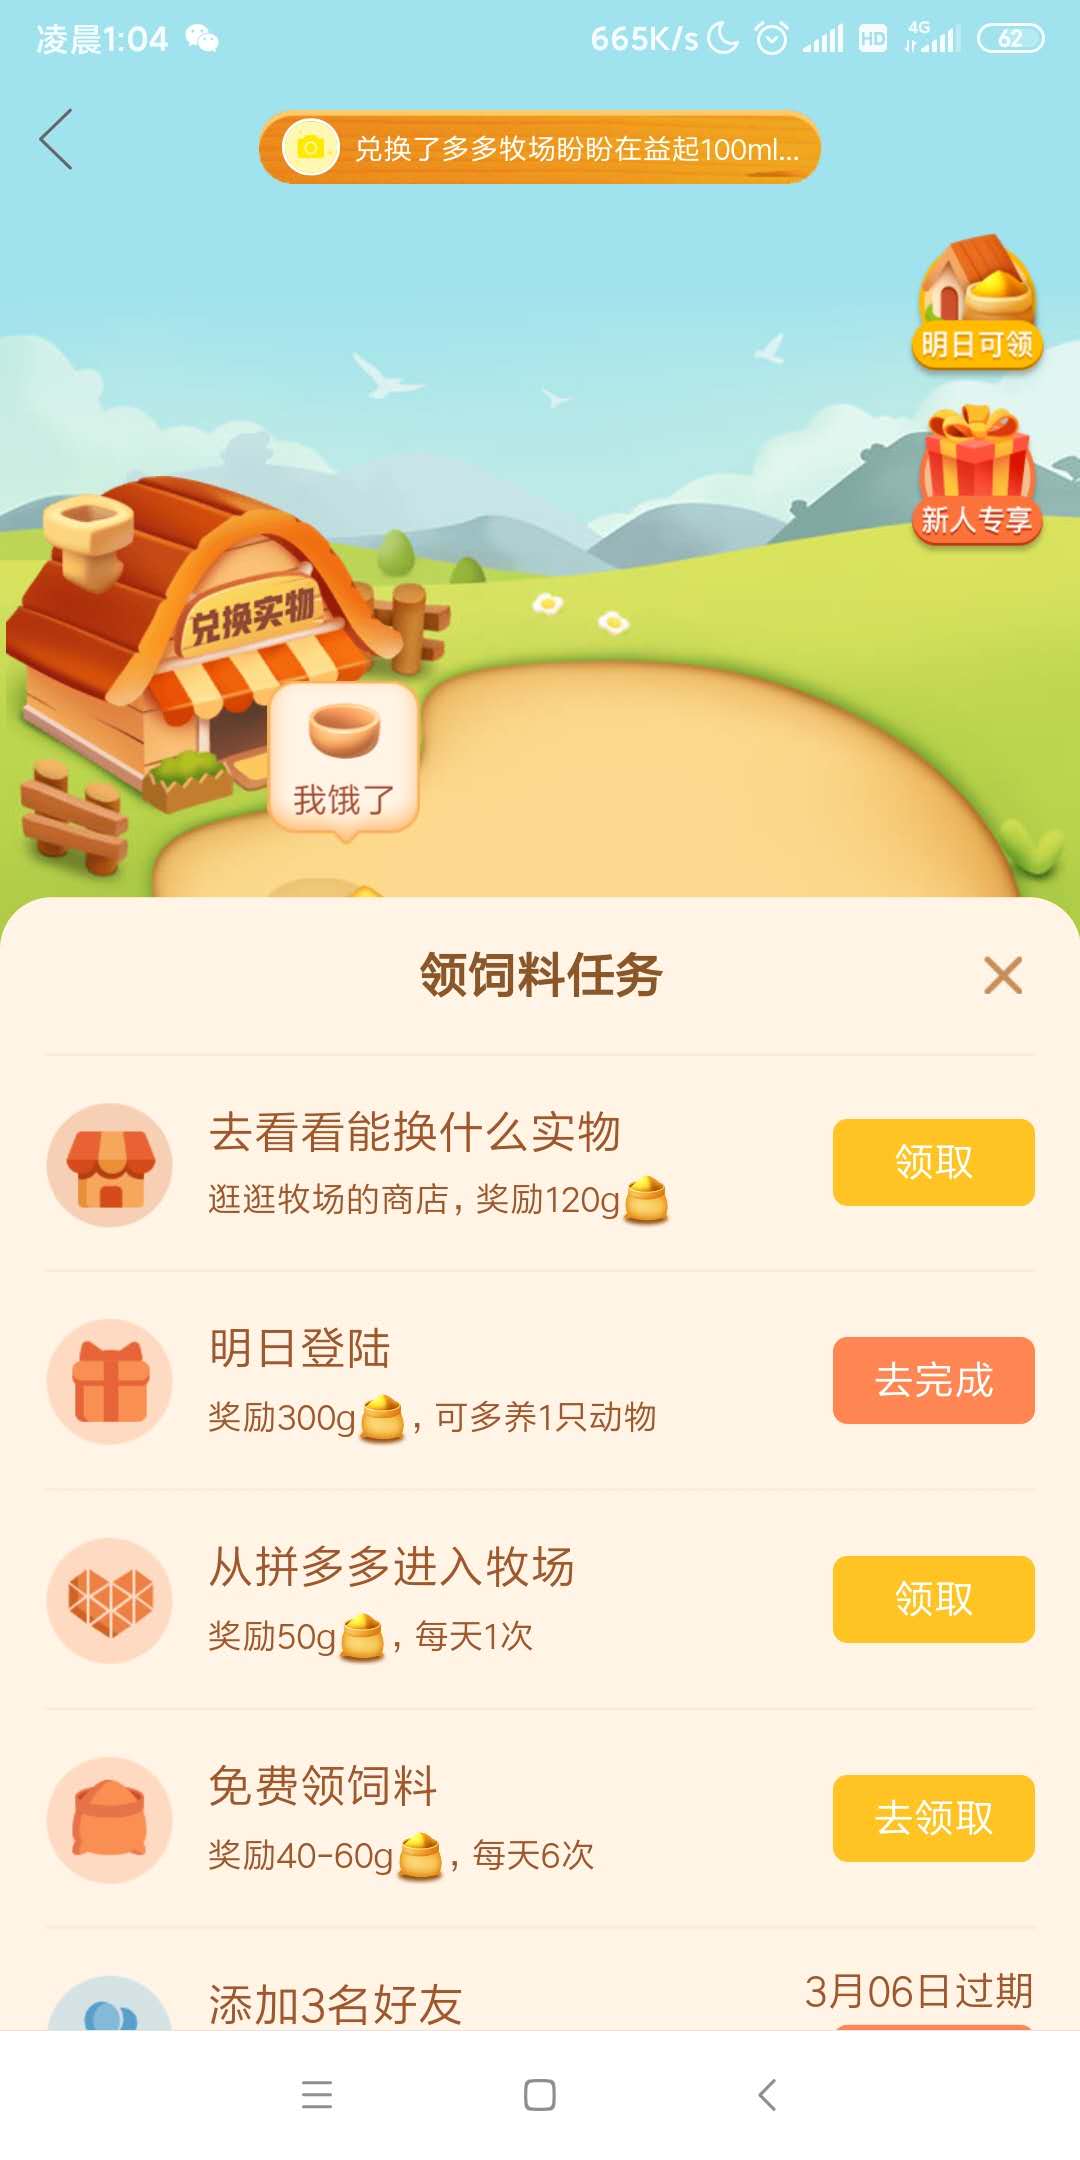 凌晨1:04
665K/s
HD
4G
62
兑换了多多牧场盼盼在益起100ml...
明日可领
新人专享
兑换实物
我饿了
领饲料任务
去看看能换什么实物
逛逛牧场的商店，奖励120g
领取
明日登陆
奖励300g，可多养1只动物
去完成
从拼多多进入牧场
奖励50g，每天1次
领取
免费领饲料
奖励40-60g，每天6次
去领取
添加3名好友
3月06日过期